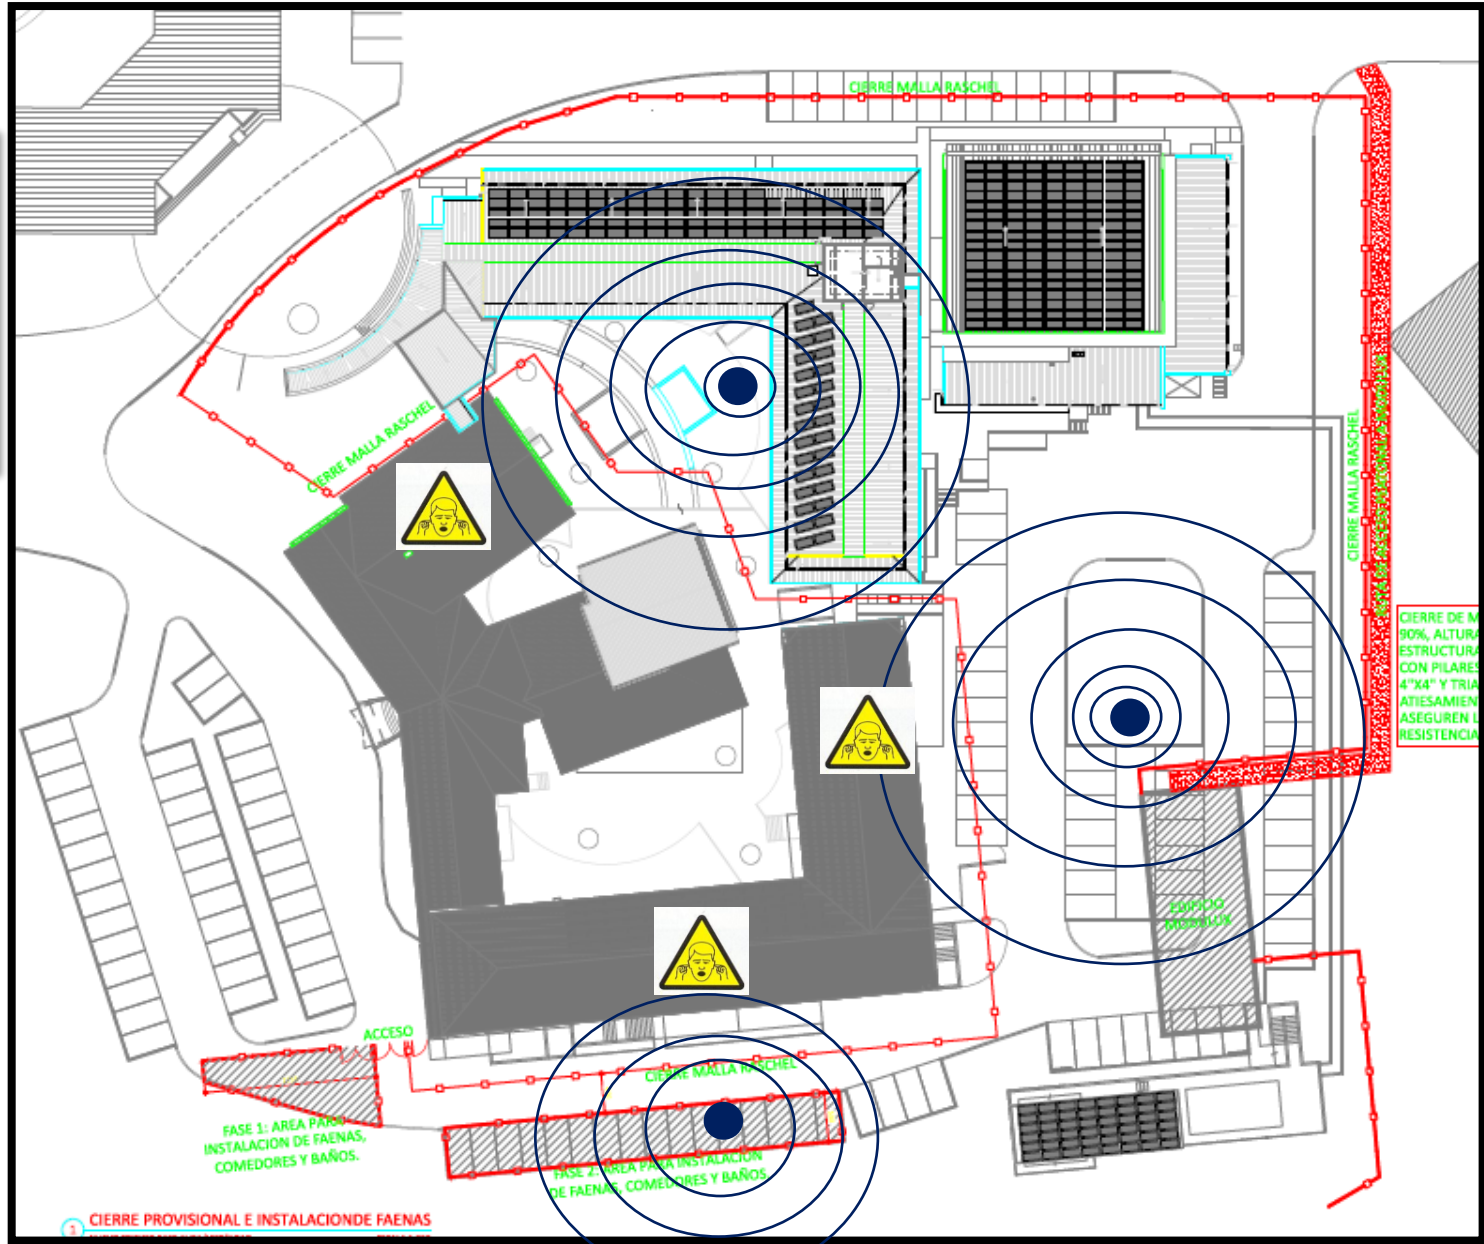 CIERRE MALLA RASCHEL
CIERRE MALLA RASCHEL
CIERRE MALLA RASCHEL
CIERRE DE M
90%, ALTURA
ESTRUCTURA
CON PILARES
4"X4" Y TRIA
ATIESAMIEN
ASEGUREN L
RESISTENCIA
EDIFICIO
MODULUX
ACCESO
CIERRE MALLA RASCHEL
FASE 1: AREA PARA
INSTALACION DE FAENAS,
COMEDORES Y BAÑOS.
FASE 2: AREA PARA INSTALACION
DE FAENAS, COMEDORES Y BAÑOS.
1
CIERRE PROVISIONAL E INSTALACIONDE FAENAS